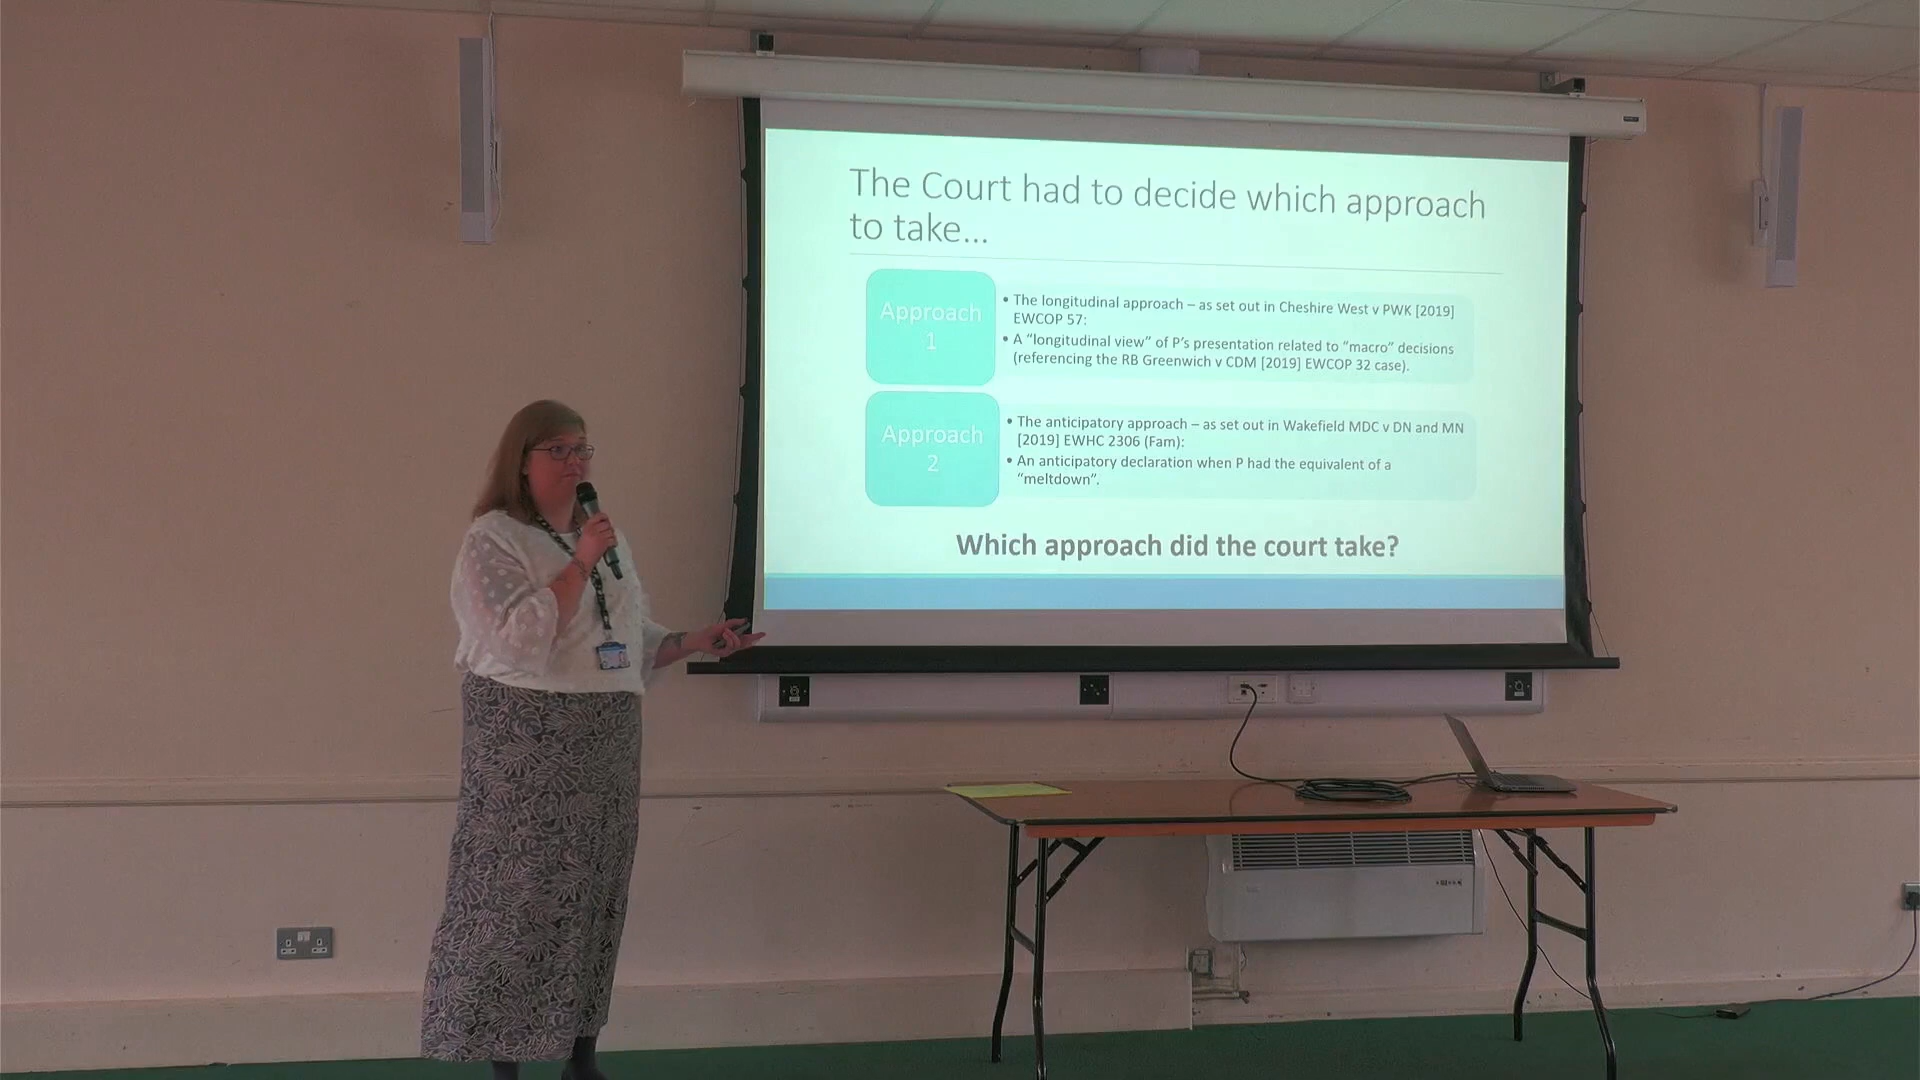 The Court had to decide which approach
to take...
Approach
1
• The longitudinal approach – as set out in Cheshire West v PWK [2019]
EWCOP 57:
• A “longitudinal view” of P’s presentation related to “macro” decisions
(referencing the RB Greenwich v CDM [2019] EWCOP 32 case).
Approach
2
• The anticipatory approach – as set out in Wakefield MDC v DN and MN
[2019] EWHC 2306 (Fam):
• An anticipatory declaration when P had the equivalent of a
“meltdown”.
Which approach did the court take?